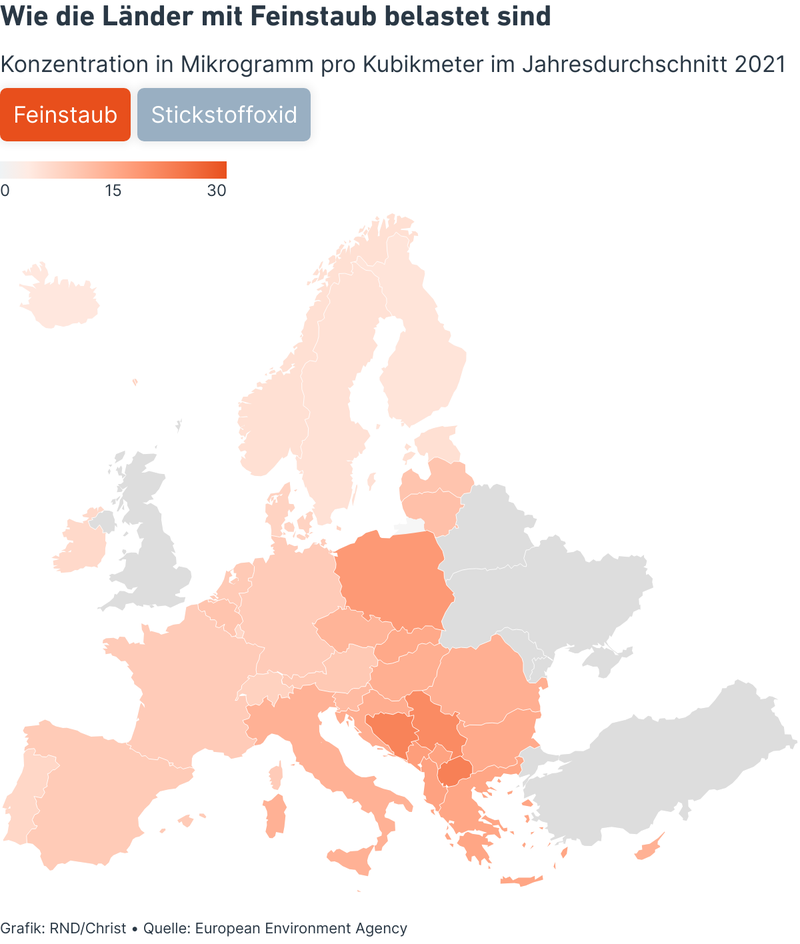 Wie die Länder mit Feinstaub belastet sind
Konzentration in Mikrogramm pro Kubikmeter im Jahresdurchschnitt 2021
Feinstaub Stickstoffoxid
0 15 30
Grafik: RND/Christ • Quelle: European Environment Agency